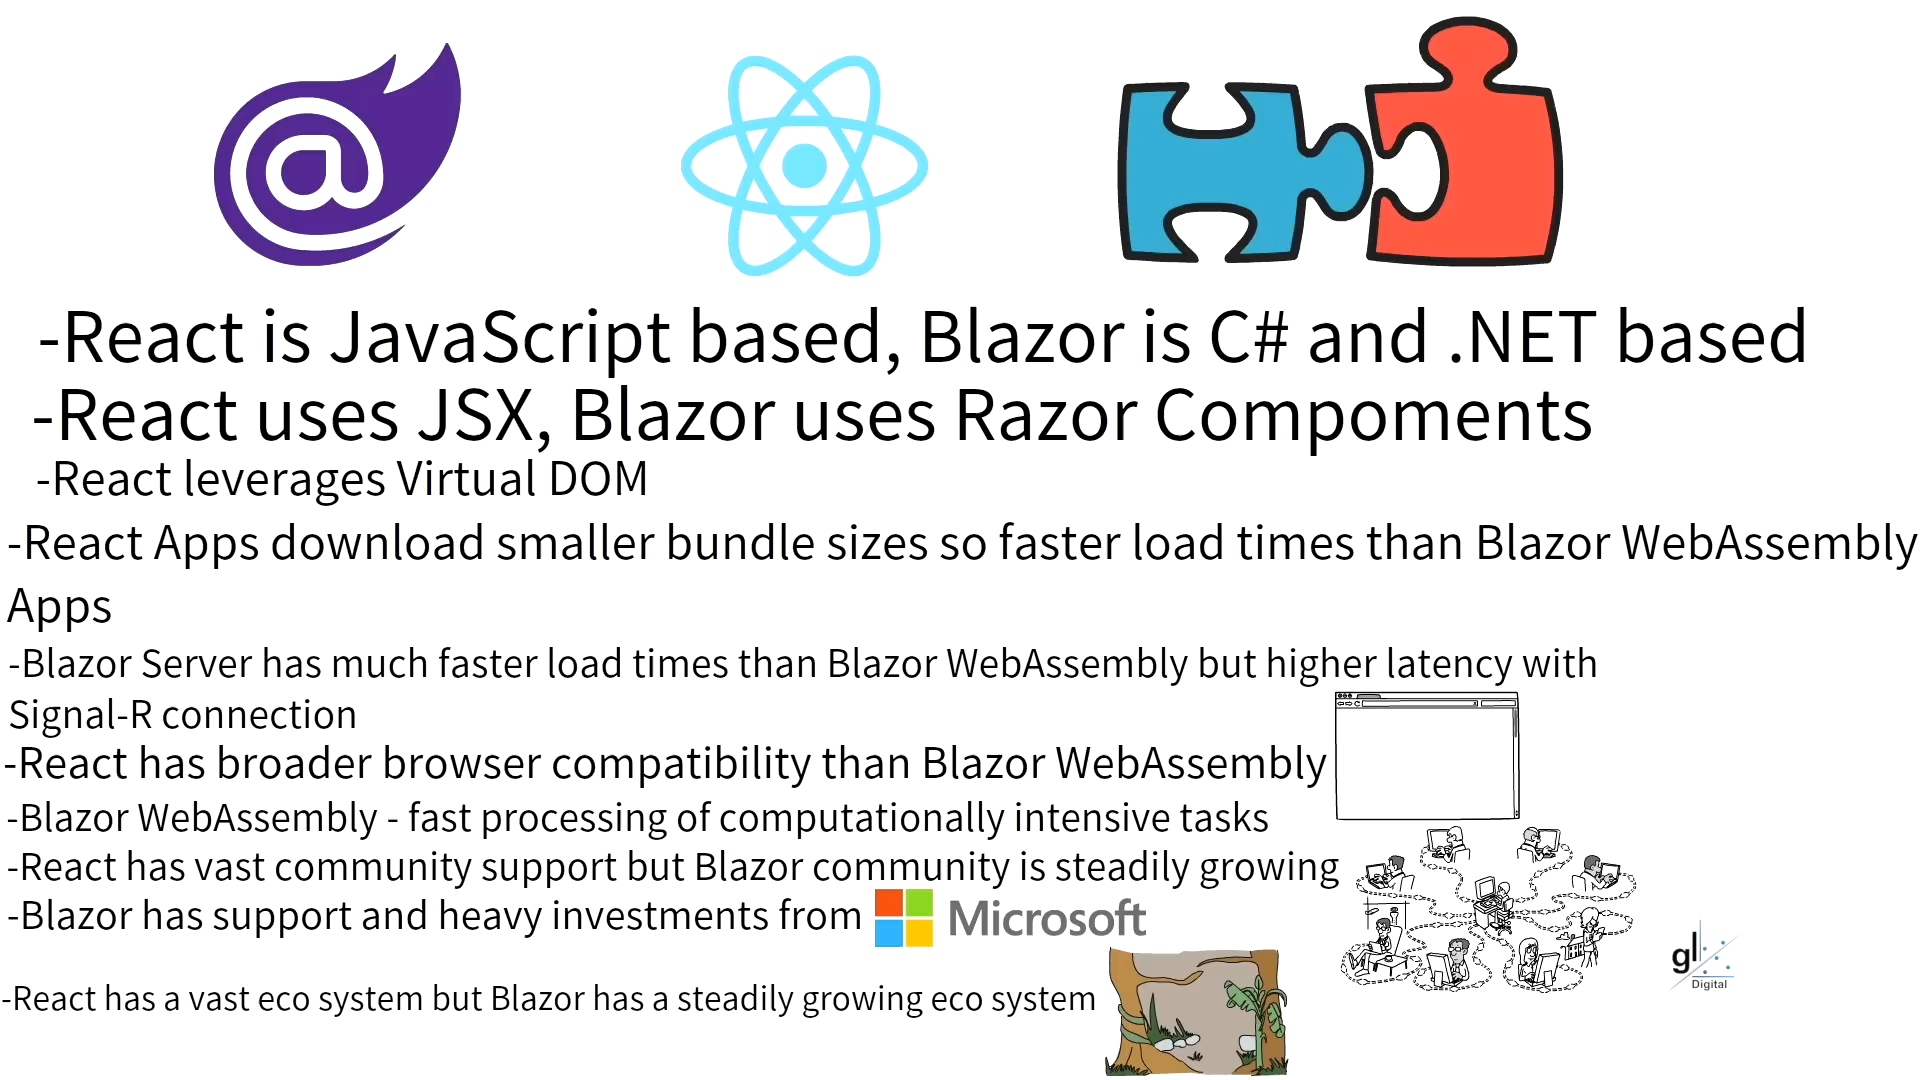 -React is JavaScript based, Blazor is C# and .NET based
-React uses JSX, Blazor uses Razor Compoments
-React leverages Virtual DOM
-React Apps download smaller bundle sizes so faster load times than Blazor WebAssembly
Apps
-Blazor Server has much faster load times than Blazor WebAssembly but higher latency with
Signal-R connection
-React has broader browser compatibility than Blazor WebAssembly
-Blazor WebAssembly - fast processing of computationally intensive tasks
-React has vast community support but Blazor community is steadily growing
-Blazor has support and heavy investments from Microsoft
-React has a vast eco system but Blazor has a steadily growing eco system
gl
Digital